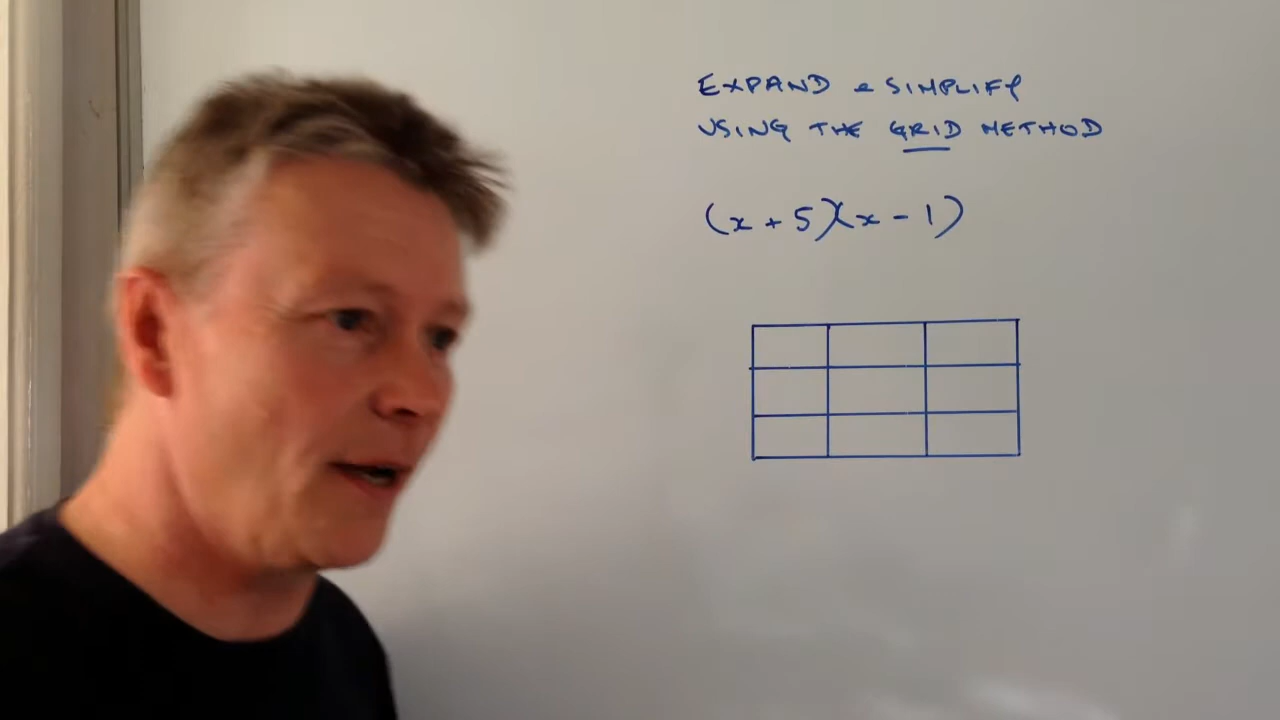 EXPAND & SIMPLIFY
USING THE GRID METHOD
(x + 5)(x - 1)